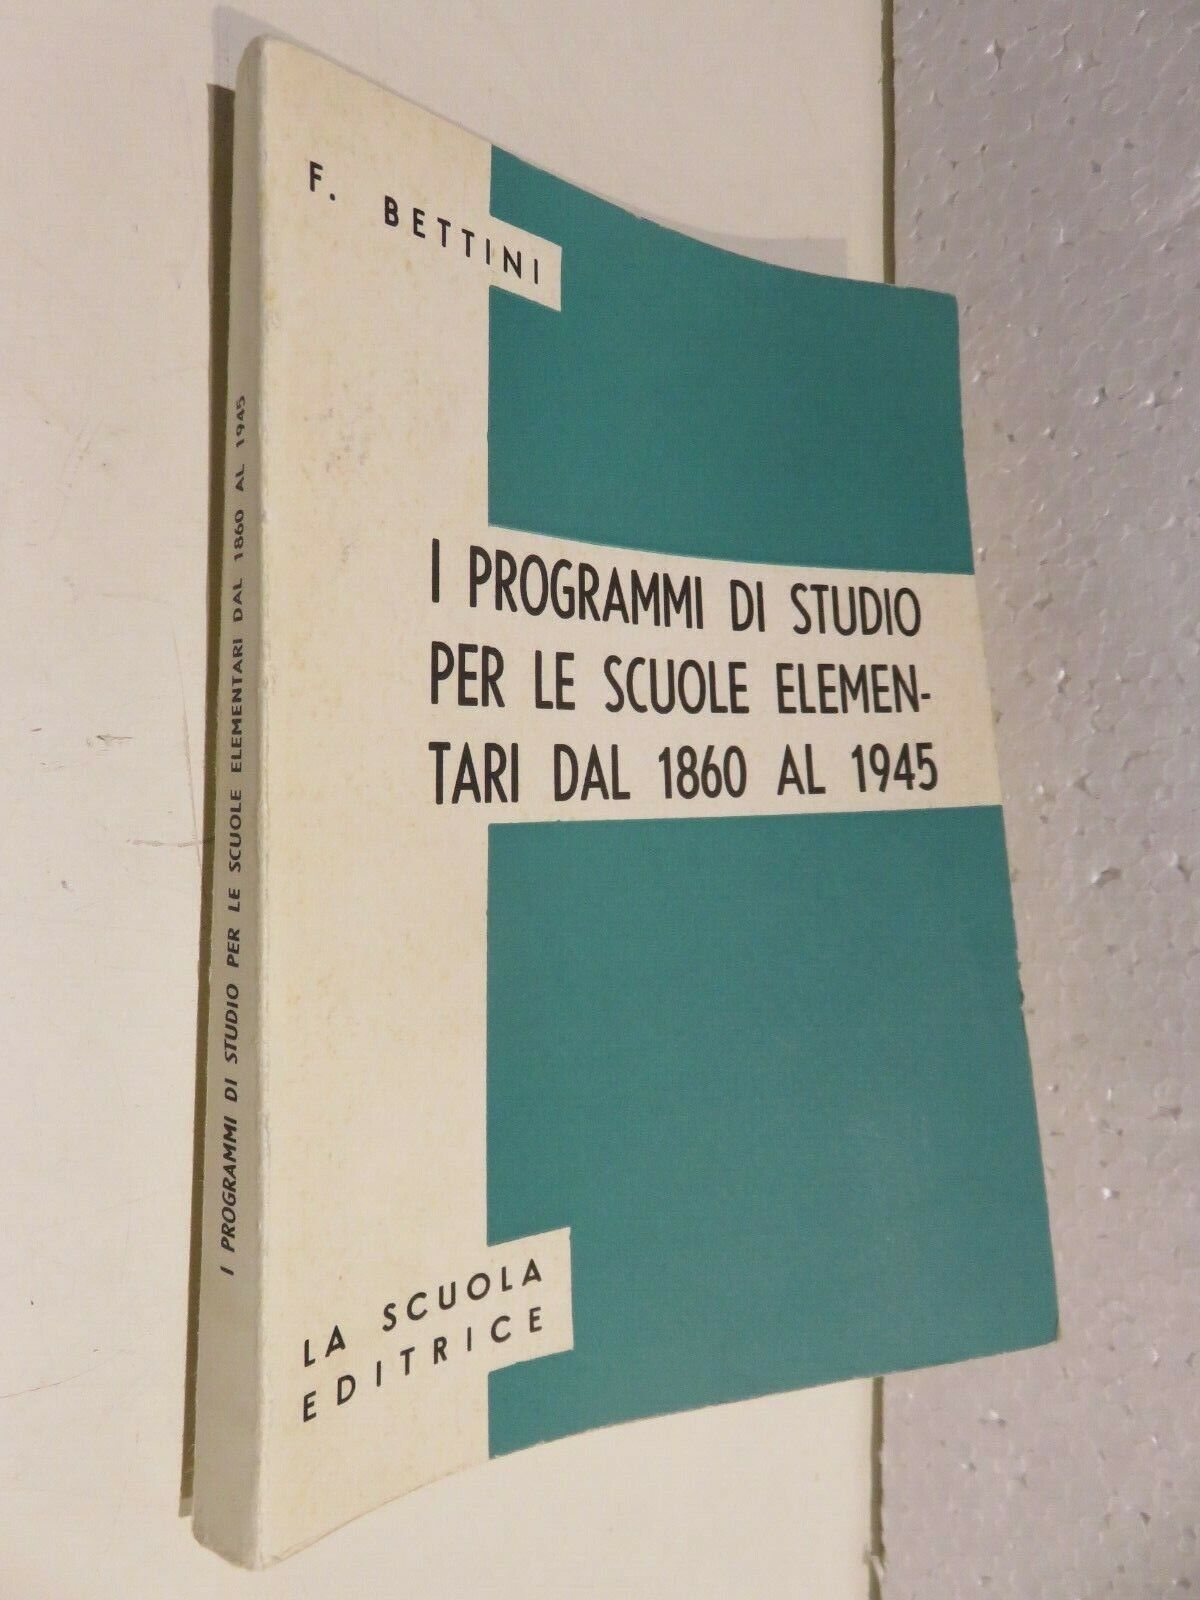 F. BETTINI
I PROGRAMMI DI STUDIO
PER LE SCUOLE ELEMEN-
TARI DAL 1860 AL 1945
LA SCUOLA
EDITRICE
I PROGRAMMI DI STUDIO PER LE SCUOLE ELEMENTARI DAL 1860 AL 1945